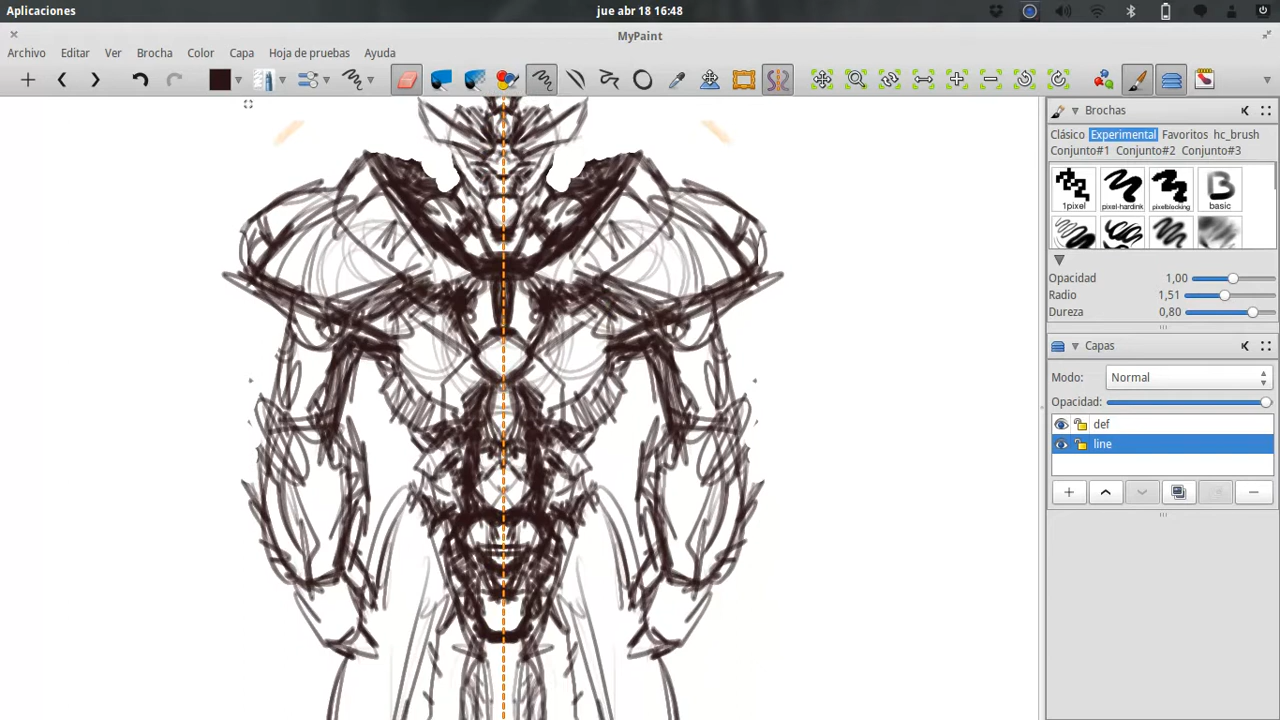 Aplicaciones jue abr 18 16:48
MyPaint
Archivo Editar Ver Brocha Color Capa Hoja de pruebas Ayuda
Brochas
Clásico Experimental Favoritos hc_brush
Conjunto#1 Conjunto#2 Conjunto#3
1pixel pixel-hardink pixelblocking basic
Opacidad 1,00
Radio 1,51
Dureza 0,80
Capas
Modo: Normal
Opacidad:
def
line